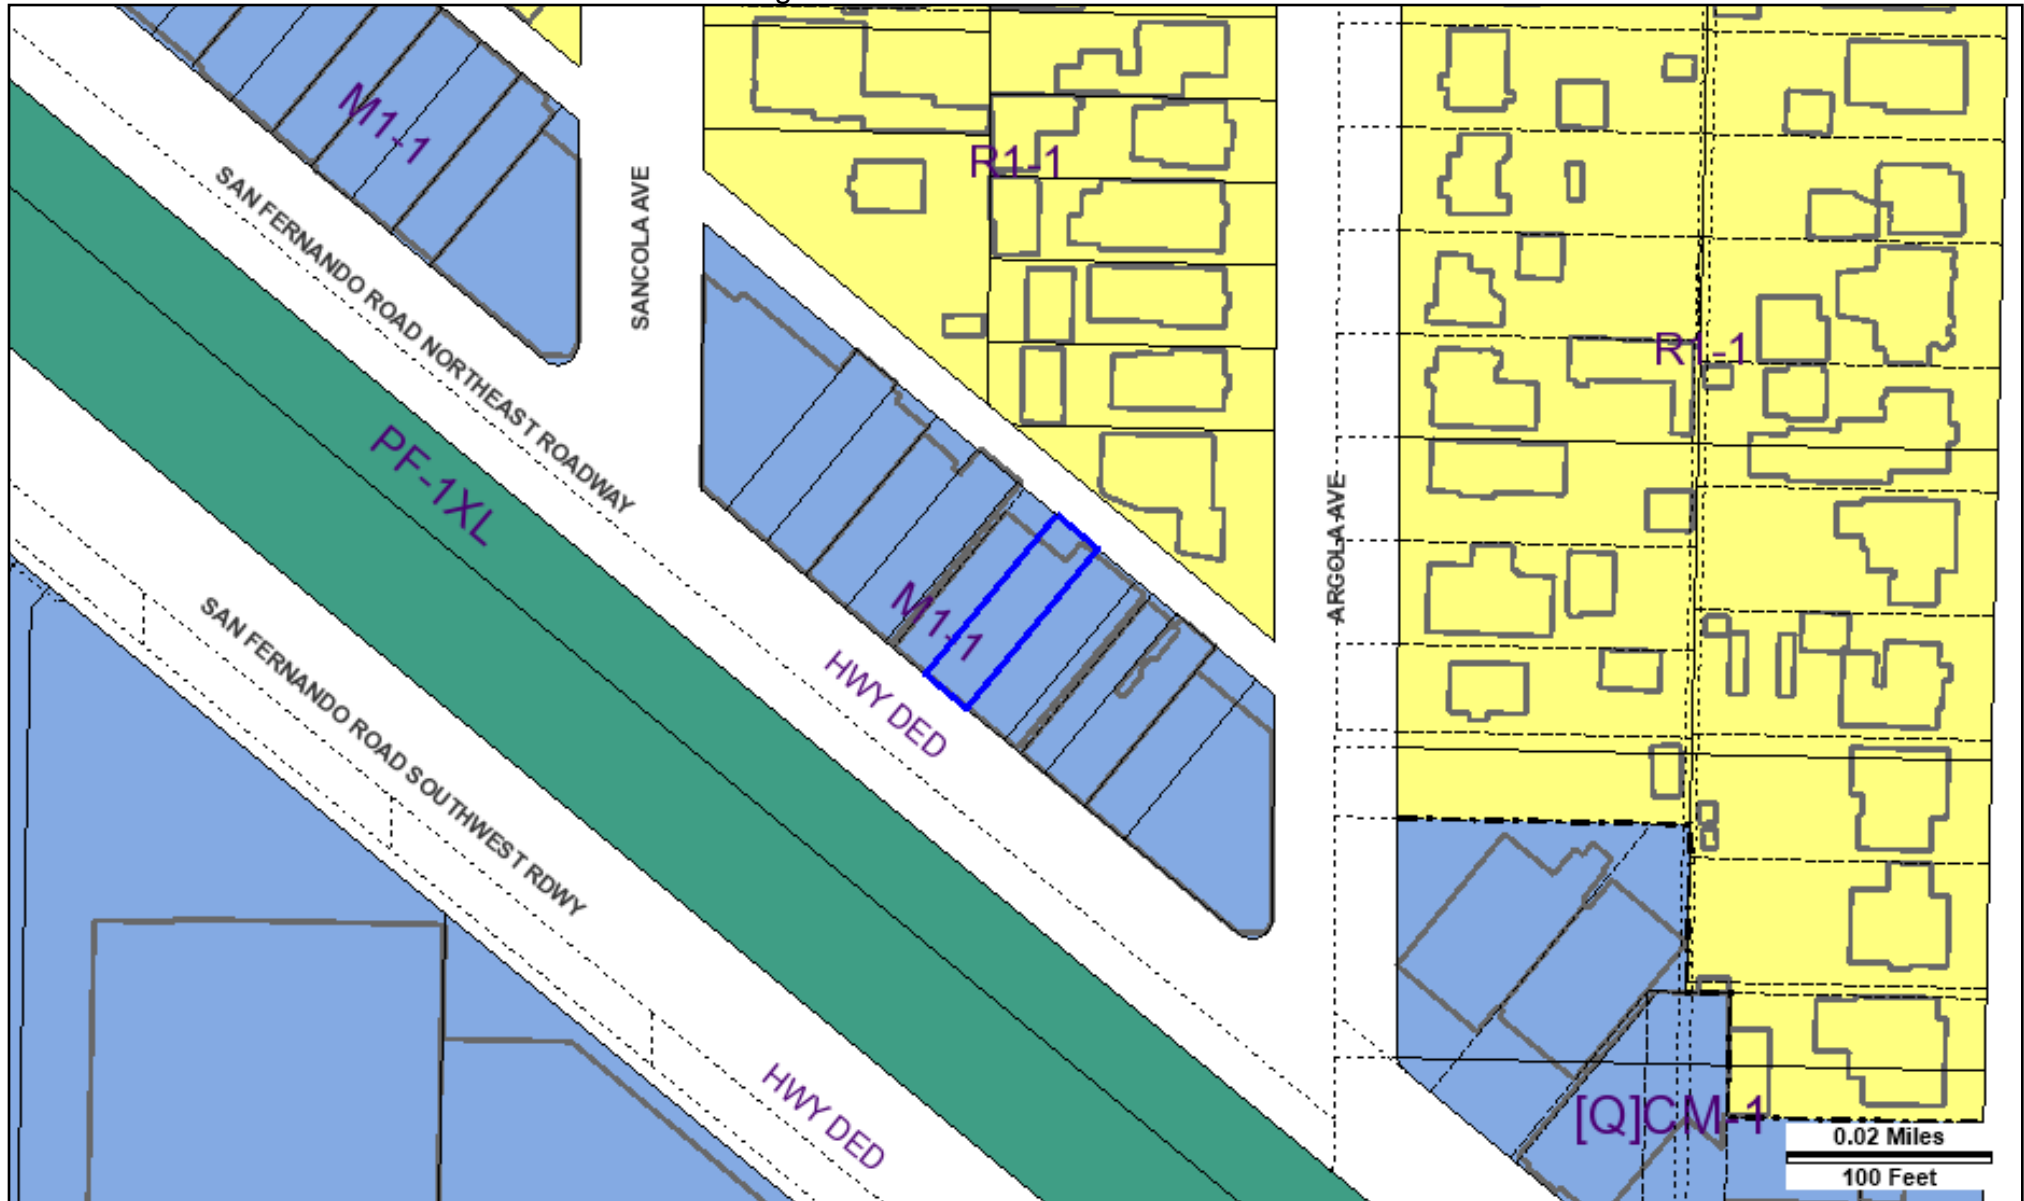 M1-1
R1-1
SANCOLA AVE
SAN FERNANDO ROAD NORTHEAST ROADWAY
R1-1
PF-1XL
ARGOLA AVE
M1-1
HWY DED
SAN FERNANDO ROAD SOUTHWEST RDWY
HWY DED
[Q]CM-1
0.02 Miles
100 Feet